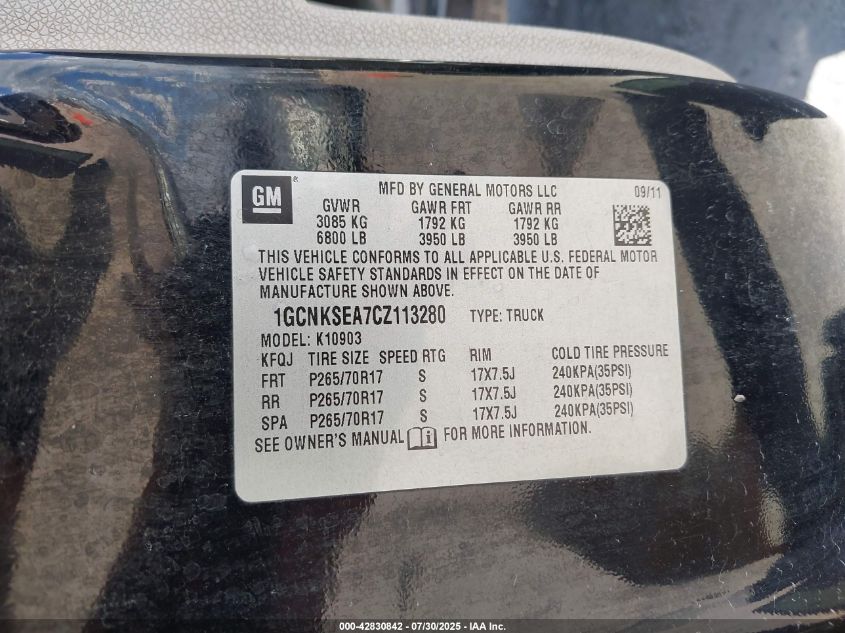 GM
MFD BY GENERAL MOTORS LLC 09/11
GVWR GAWR FRT GAWR RR
3085 KG 1792 KG 1792 KG
6800 LB 3950 LB 3950 LB
THIS VEHICLE CONFORMS TO ALL APPLICABLE U.S. FEDERAL MOTOR
VEHICLE SAFETY STANDARDS IN EFFECT ON THE DATE OF
MANUFACTURE SHOWN ABOVE.
1GCNKSEA7CZ113280 TYPE: TRUCK
MODEL: K10903
KFQJ TIRE SIZE SPEED RTG RIM COLD TIRE PRESSURE
FRT P265/70R17 S 17X7.5J 240KPA(35PSI)
RR P265/70R17 S 17X7.5J 240KPA(35PSI)
SPA P265/70R17 S 17X7.5J 240KPA(35PSI)
SEE OWNER'S MANUAL FOR MORE INFORMATION.
000-42830842 - 07/30/2025 - IAA Inc.